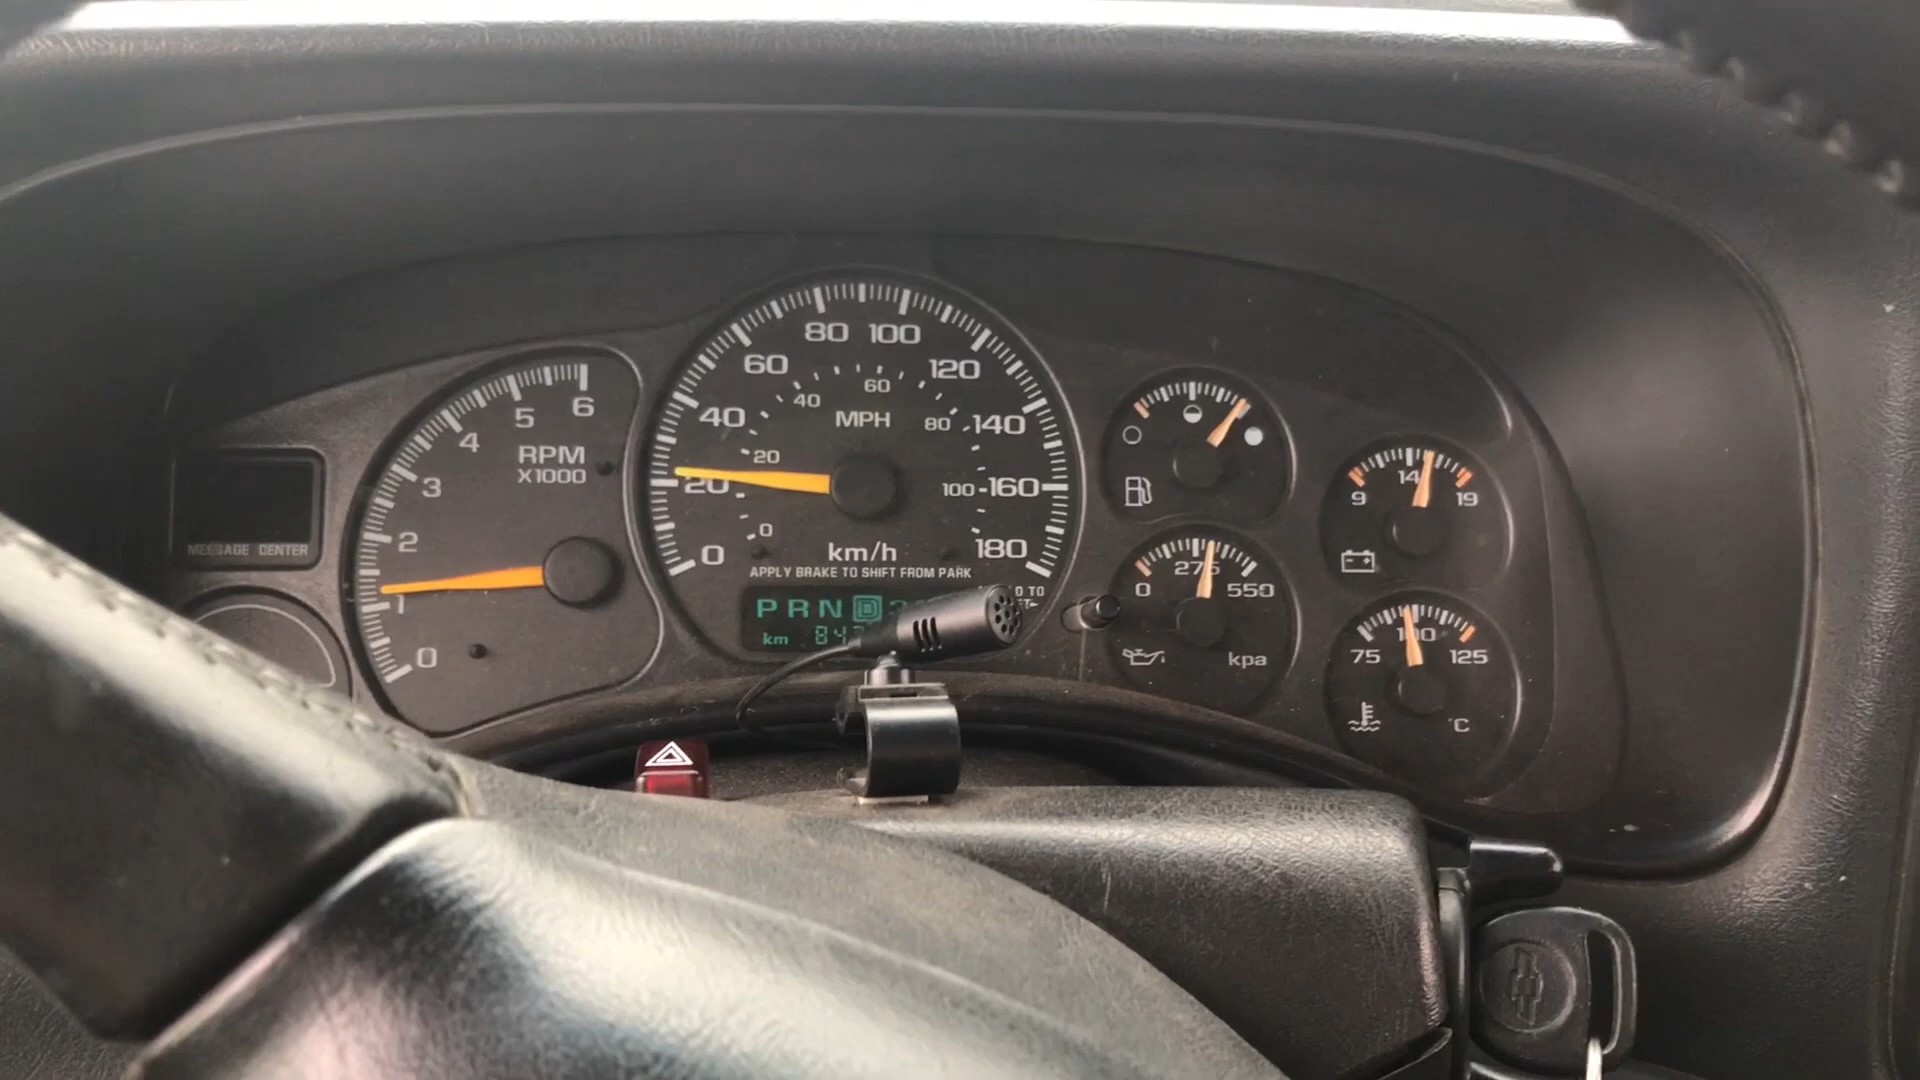 MESSAGE CENTER
6
5
4
3
2
1
0
RPM
X1000
0
20
40
60
80
100
120
140
160
180
0
20
40
60
80
100
MPH
km/h
APPLY BRAKE TO SHIFT FROM PARK
P R N D 3
km
9 14 19
0 275 550
kpa
75 100 125
°C